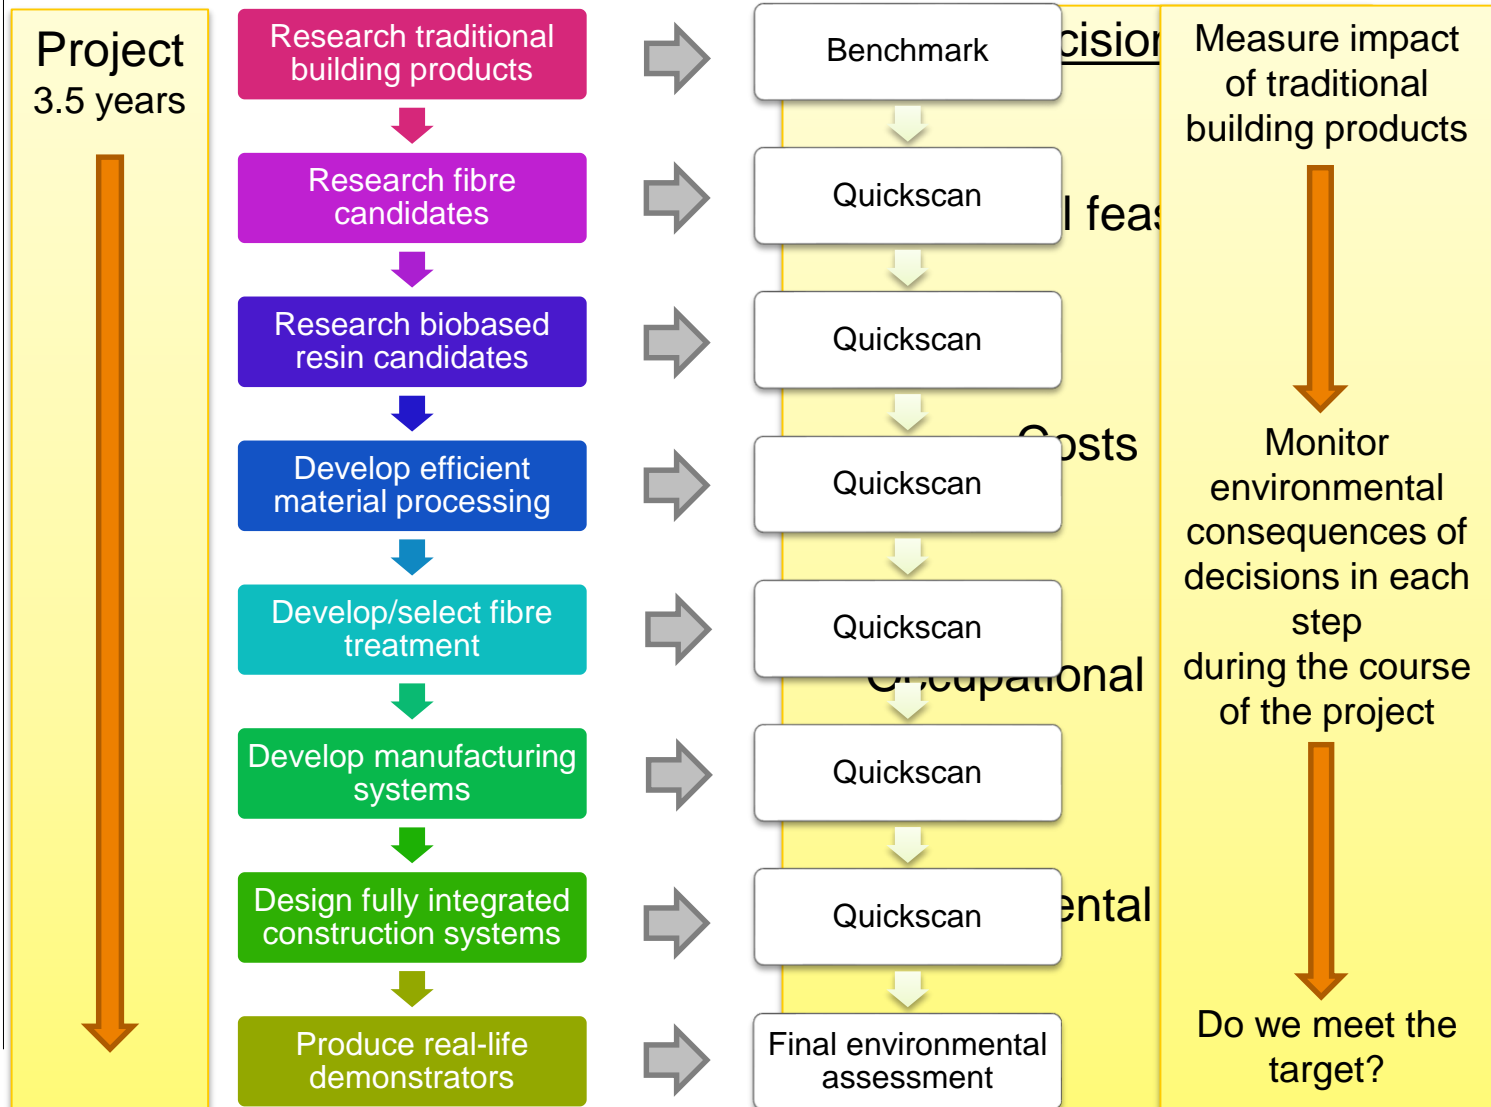 Project
3.5 years
Research traditional
building products
Research fibre
candidates
Research biobased
resin candidates
Develop efficient
material processing
Develop/select fibre
treatment
Develop manufacturing
systems
Design fully integrated
construction systems
Produce real-life
demonstrators
Benchmark
Quickscan
Quickscan
Quickscan
Quickscan
Quickscan
Quickscan
Final environmental
assessment
Costs
Occupational
Measure impact
of traditional
building products
Monitor
environmental
consequences of
decisions in each
step
during the course
of the project
Do we meet the
target?